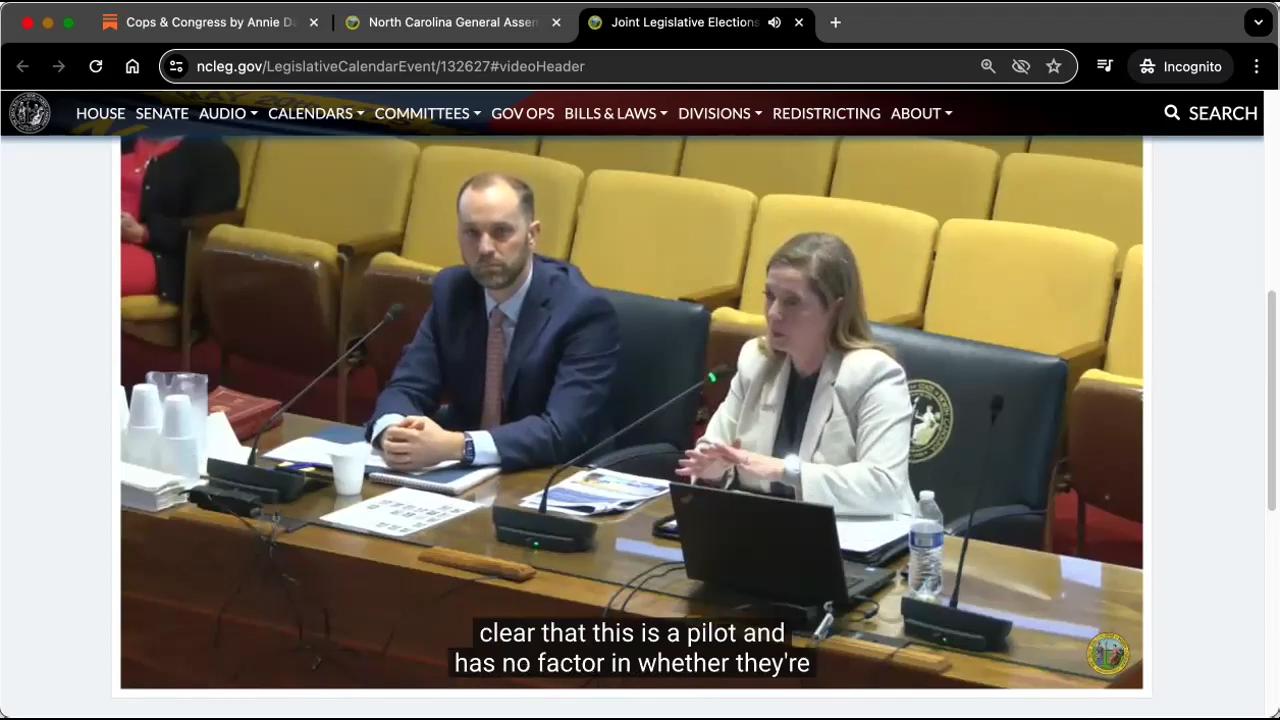 Cops & Congress by Annie D
North Carolina General Assem
Joint Legislative Elections
ncleg.gov/LegislativeCalendarEvent/132627#videoHeader
Incognito
HOUSE SENATE AUDIO CALENDARS COMMITTEES GOV OPS BILLS & LAWS DIVISIONS REDISTRICTING ABOUT SEARCH
clear that this is a pilot and
has no factor in whether they're